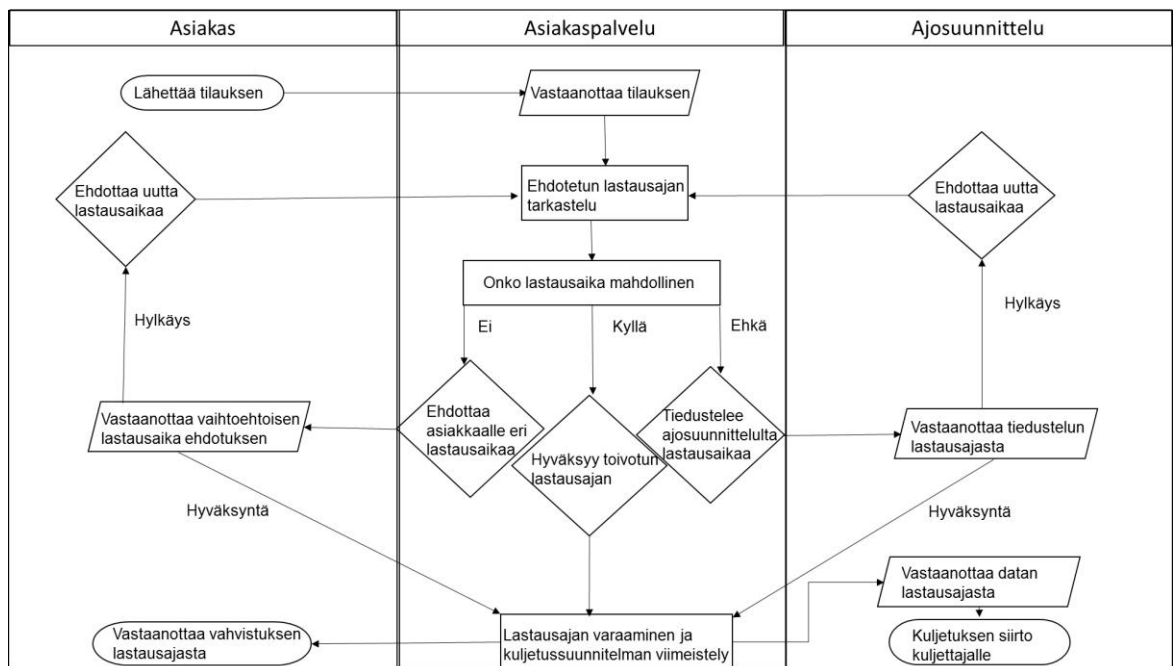 Asiakas
Asiakaspalvelu
Ajosuunnittelu
Lähettää tilauksen
Vastaanottaa tilauksen
Ehdottaa uutta
lastausaikaa
Ehdotetun lastausajan
tarkastelu
Ehdottaa uutta
lastausaikaa
Onko lastausaika mahdollinen
Hylkäys
Ei
Kyllä
Ehkä
Hylkäys
Vastaanottaa vaihtoehtoisen
lastausaika ehdotuksen
Ehdottaa
asiakkaalle eri
lastausaikaa
Hyväksyy toivotun
lastausajan
Tiedustelee
ajosuunnittelulta
lastausaikaa
Vastaanottaa tiedustelun
lastausajasta
Hyväksyntä
Hyväksyntä
Vastaanottaa datan
lastausajasta
Vastaanottaa vahvistuksen
lastausajasta
Lastausajan varaaminen ja
kuljetussuunnitelman viimeistely
Kuljetuksen siirto
kuljettajalle